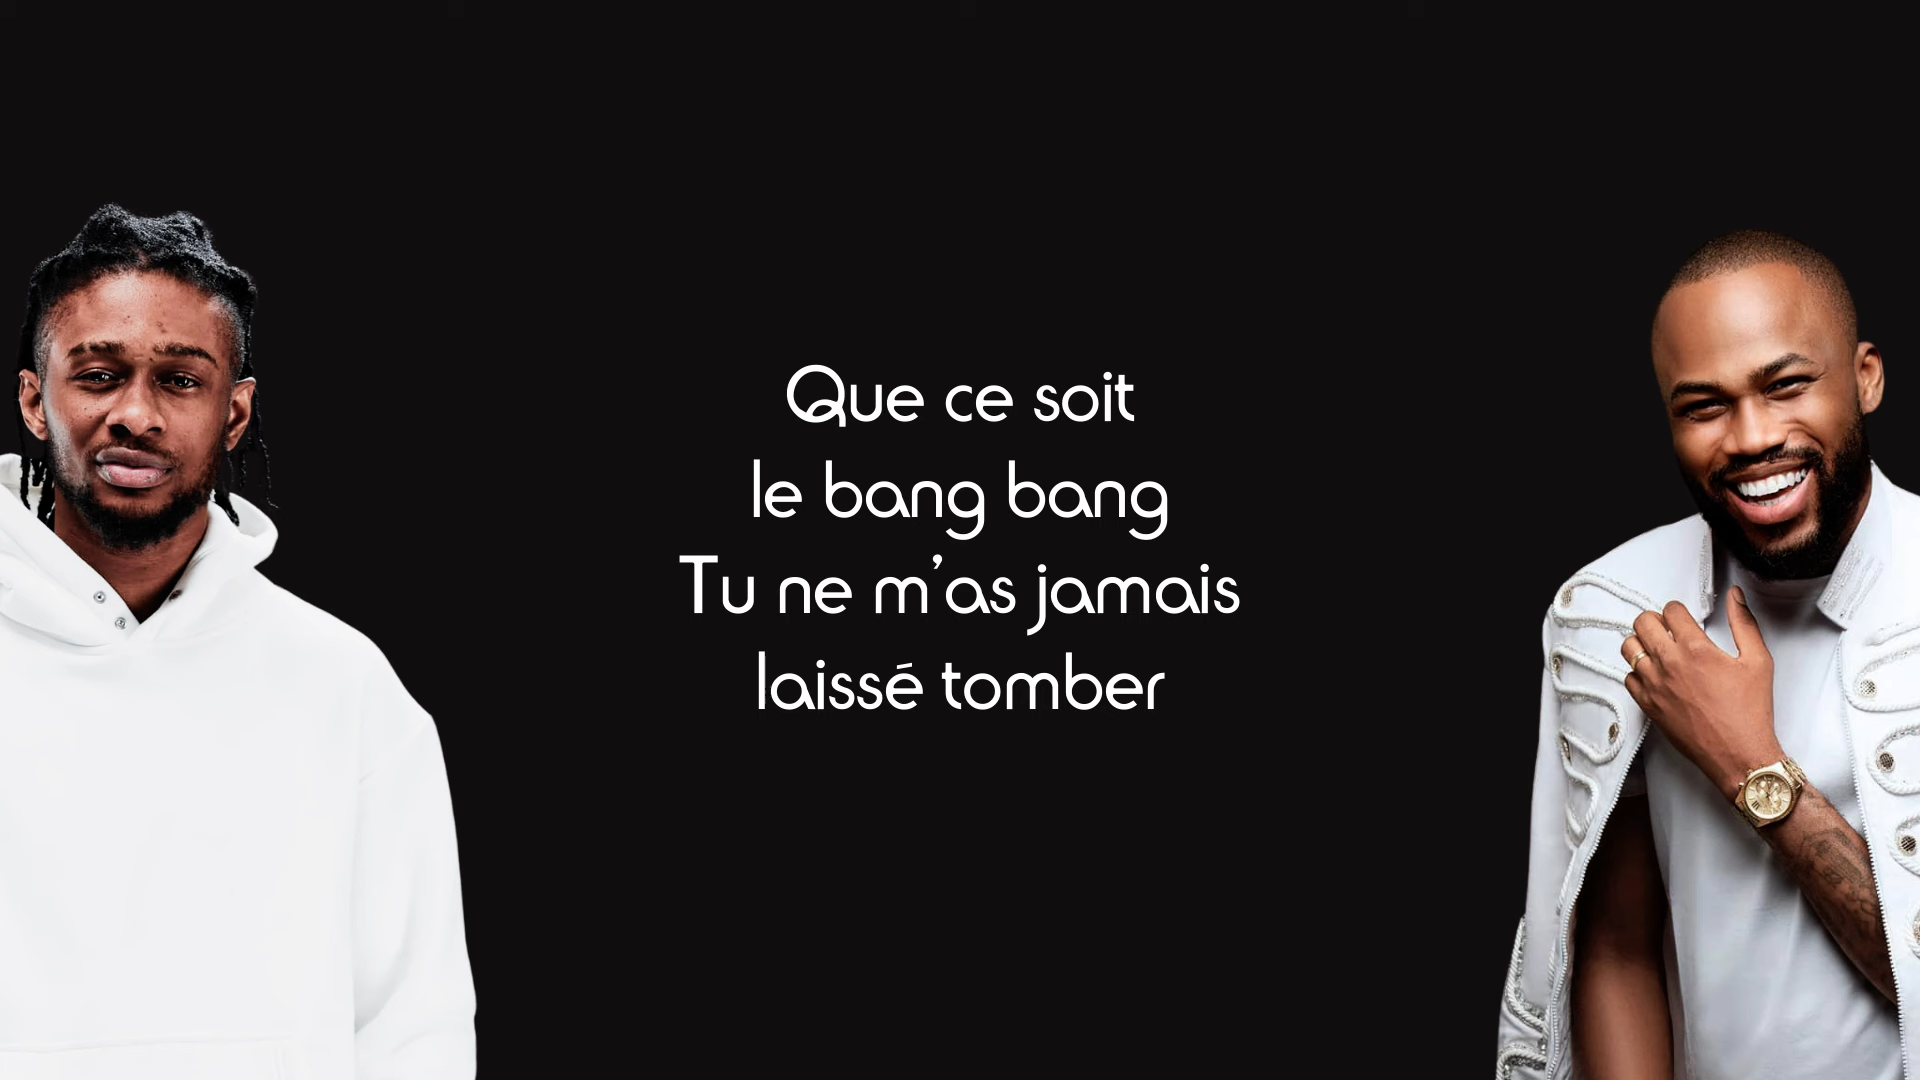 Que ce soit
le bang bang
Tu ne m'as jamais
laissé tomber